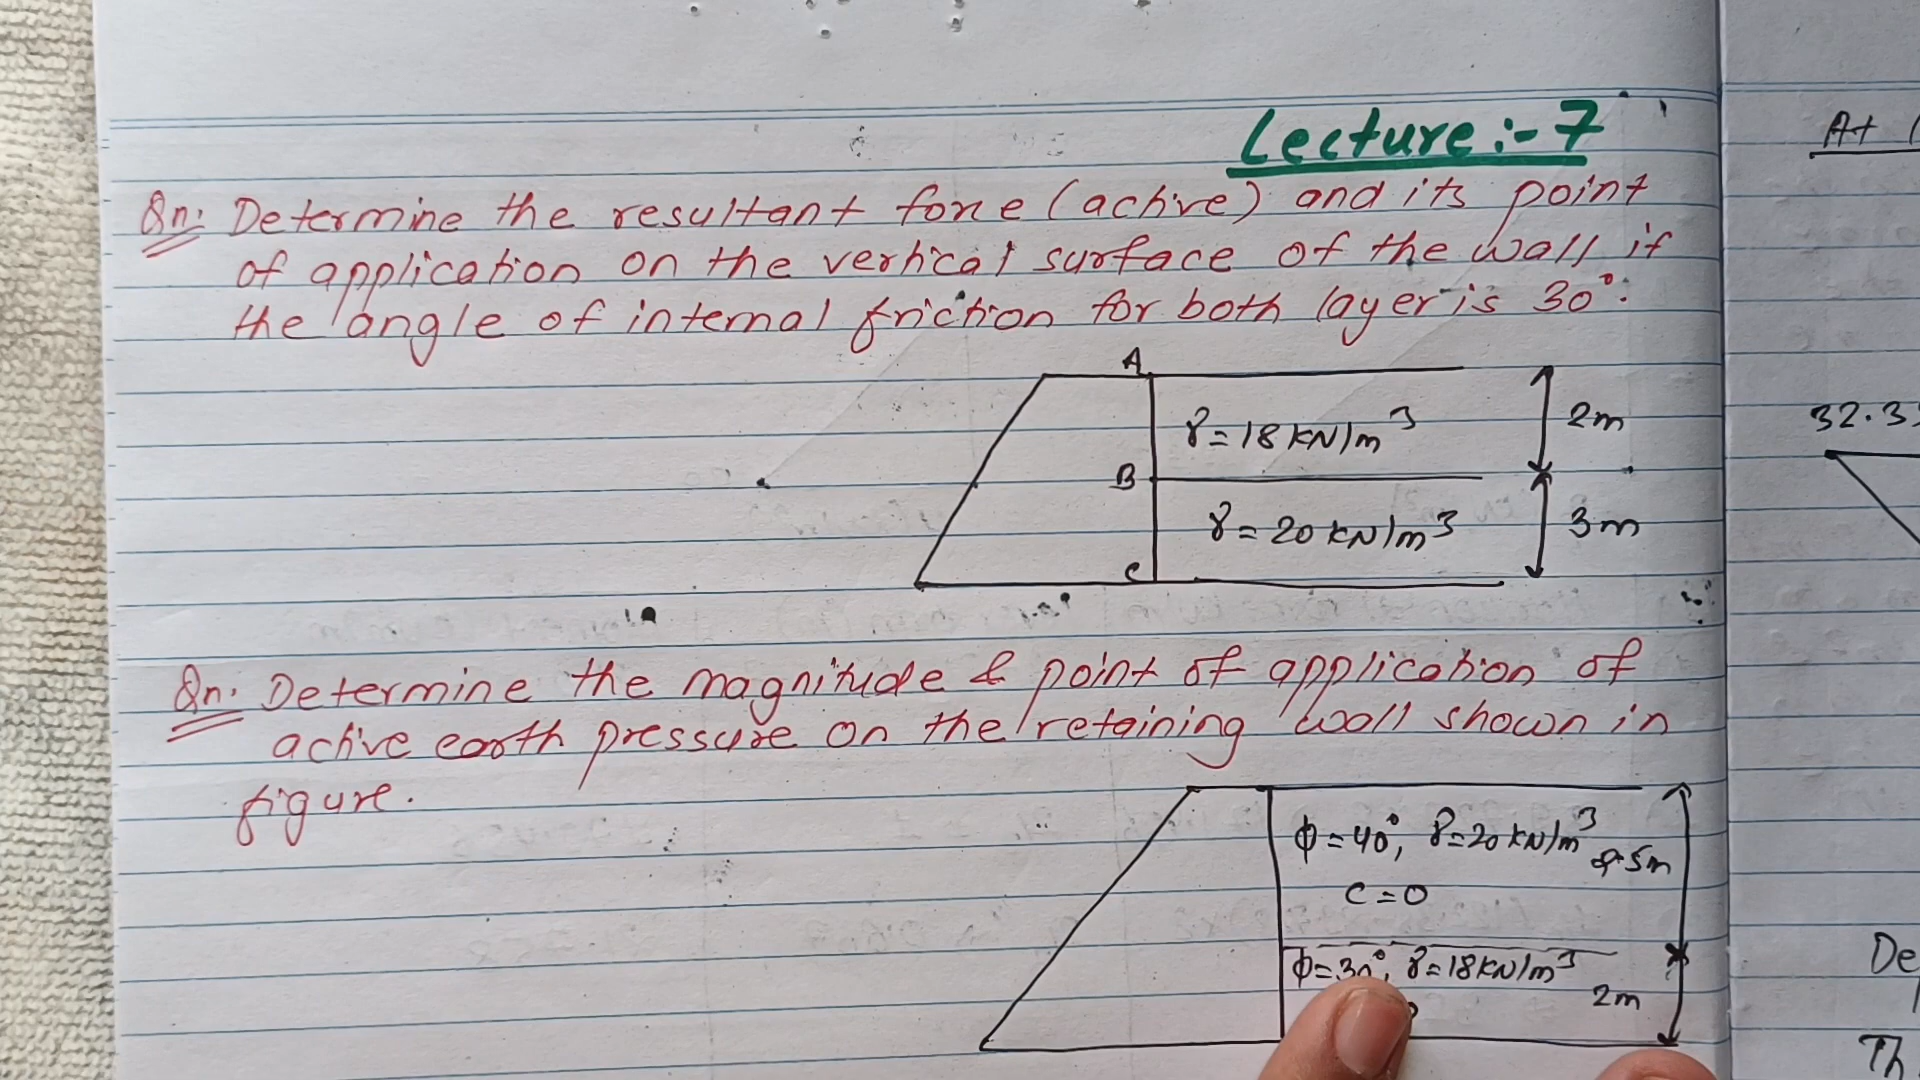 Lecture:- 7
Qn: Determine the resultant force (active) and its point
of application on the vertical surface of the wall if
the angle of internal friction for both layer is 30°.
A
γ = 18 kN/m³
2m
B
γ = 20 kN/m³
3m
C
Qn: Determine the magnitude & point of application of
active earth pressure on the retaining wall shown in
figure.
φ = 40°, γ = 20 kN/m³
5m
C = 0
φ = 30°, γ = 18 kN/m³
2m
At
32.3
De
Th